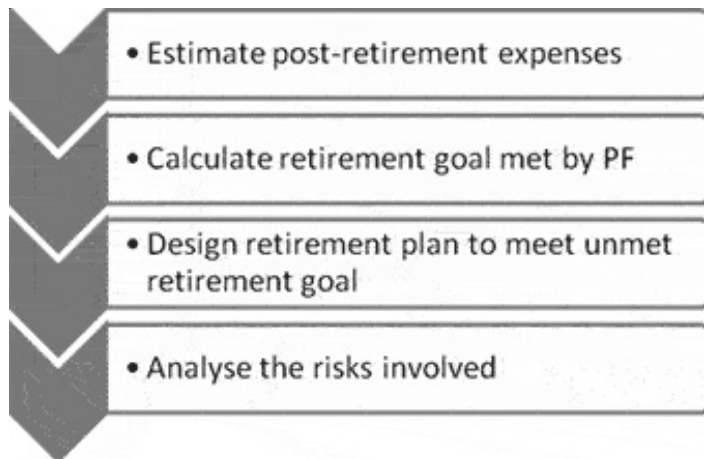 • Estimate post-retirement expenses
• Calculate retirement goal met by PF
• Design retirement plan to meet unmet
retirement goal
• Analyse the risks involved